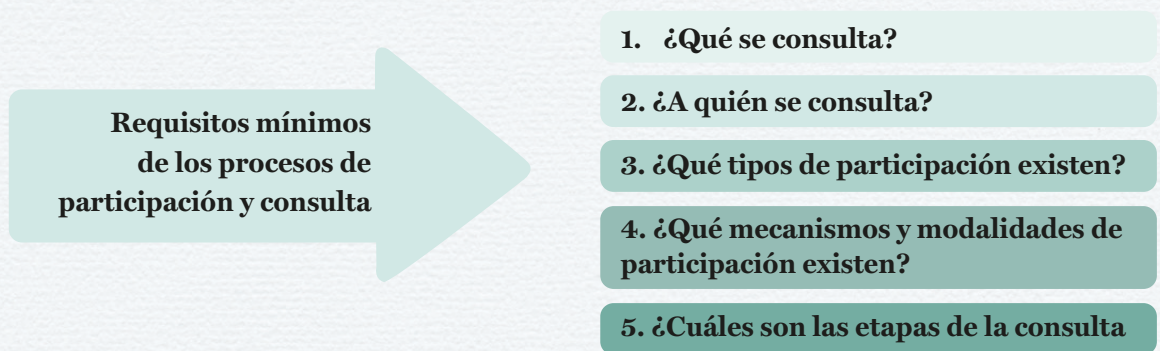 Requisitos mínimos
de los procesos de
participación y consulta
1. ¿Qué se consulta?
2. ¿A quién se consulta?
3. ¿Qué tipos de participación existen?
4. ¿Qué mecanismos y modalidades de
participación existen?
5. ¿Cuáles son las etapas de la consulta